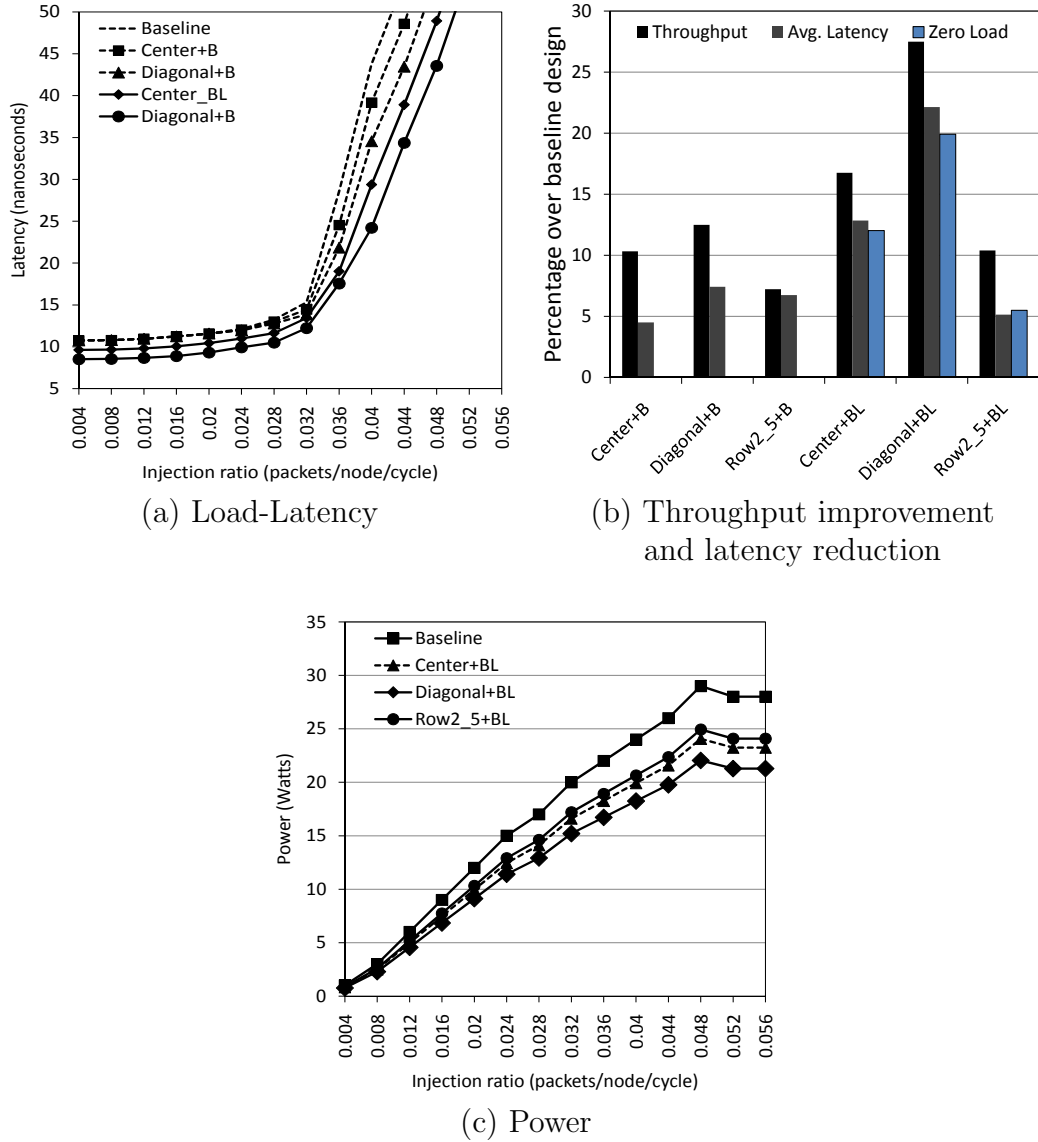 50
45
40
35
30
25
20
15
10
5
Latency (nanoseconds)
Baseline
Center+B
Diagonal+B
Center_BL
Diagonal+B
0.004
0.008
0.012
0.016
0.02
0.024
0.028
0.032
0.036
0.04
0.044
0.048
0.052
0.056
Injection ratio (packets/node/cycle)
(a) Load-Latency
30
25
20
15
10
5
0
Percentage over baseline design
Throughput Avg. Latency Zero Load
Center+B
Diagonal+B
Row2_5+B
Center+BL
Diagonal+BL
Row2_5+BL
(b) Throughput improvement
and latency reduction
35
30
25
20
15
10
5
0
Power (Watts)
Baseline
Center+BL
Diagonal+BL
Row2_5+BL
0.004
0.008
0.012
0.016
0.02
0.024
0.028
0.032
0.036
0.04
0.044
0.048
0.052
0.056
Injection ratio (packets/node/cycle)
(c) Power